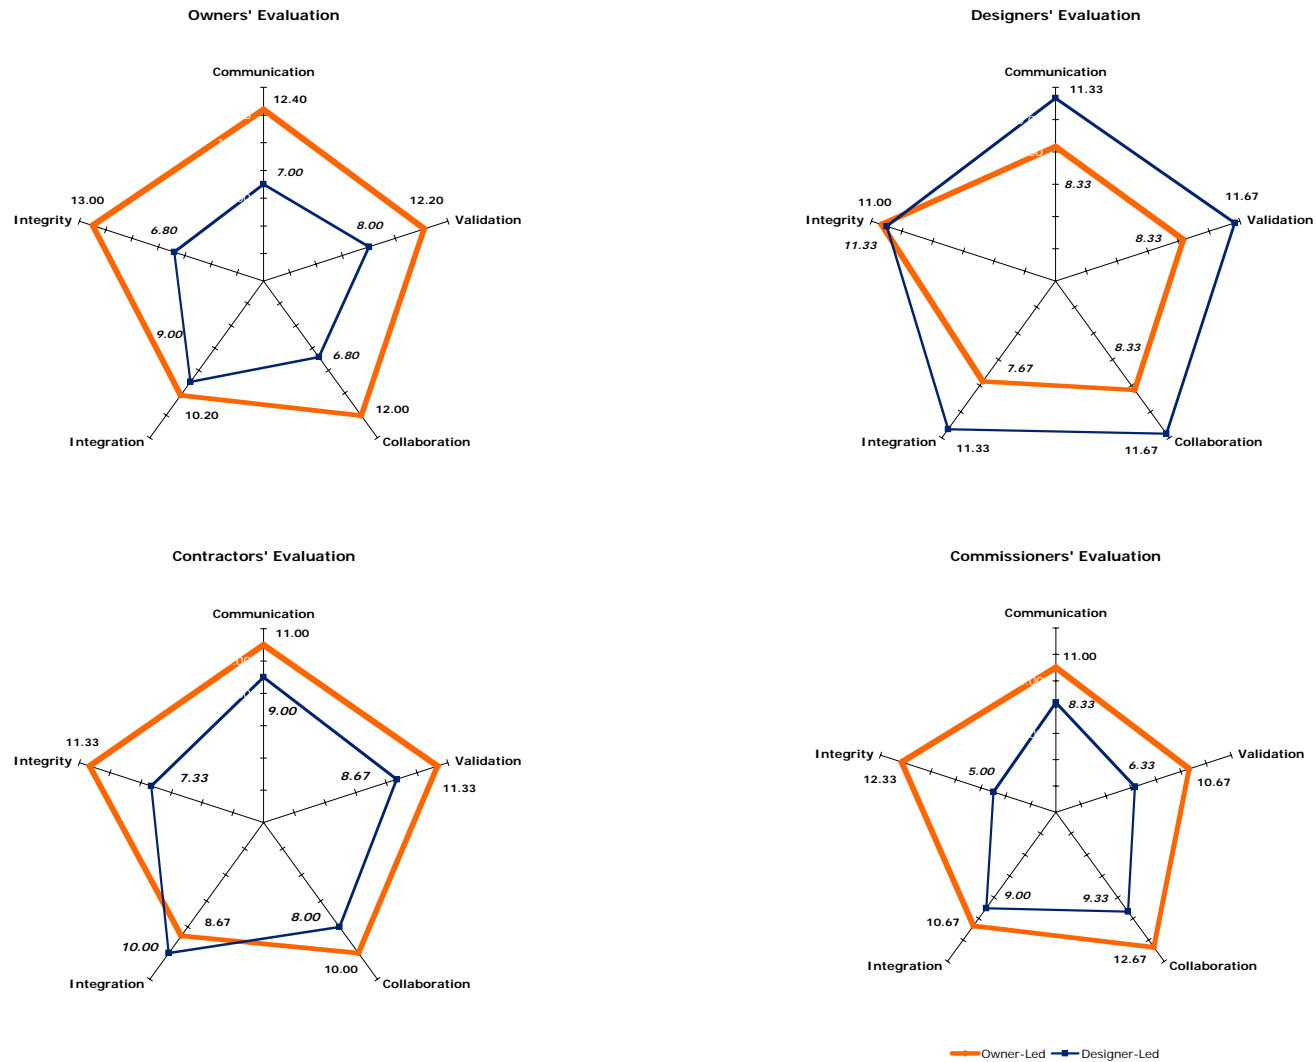 Owners' Evaluation
Communication
12.40
7.00
13.00
Integrity
6.80
8.00
12.20
Validation
9.00
6.80
10.20
12.00
Integration
Collaboration
Designers' Evaluation
Communication
11.33
8.33
11.00
Integrity
11.33
8.33
11.67
Validation
7.67
8.33
Integration
11.33
11.67
Collaboration
Contractors' Evaluation
Communication
11.00
9.00
11.33
Integrity
7.33
8.67
Validation
11.33
8.67
8.00
10.00
10.00
Integration
Collaboration
Commissioners' Evaluation
Communication
11.00
8.33
Integrity
12.33
5.00
6.33
Validation
10.67
9.00
9.33
10.67
12.67
Integration
Collaboration
Owner-Led
Designer-Led